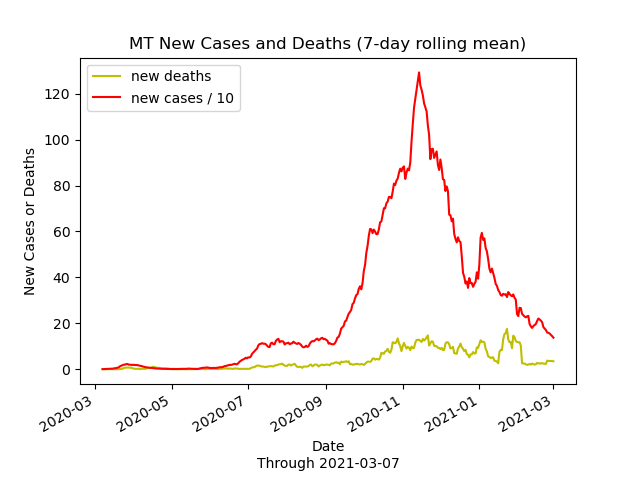 MT New Cases and Deaths (7-day rolling mean)
new deaths
new cases / 10
120
100
80
60
40
20
0
New Cases or Deaths
2020-03
2020-05
2020-07
2020-09
2020-11
2021-01
2021-03
Date
Through 2021-03-07